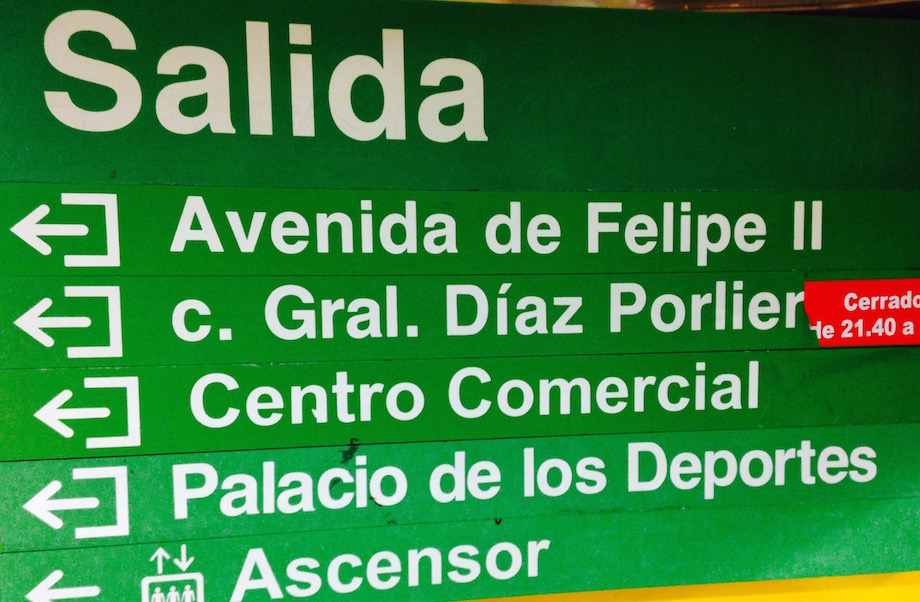 Salida
Avenida de Felipe II
c. Gral. Díaz Porlier
Cerrado
de 21.40 a
Centro Comercial
Palacio de los Deportes
Ascensor